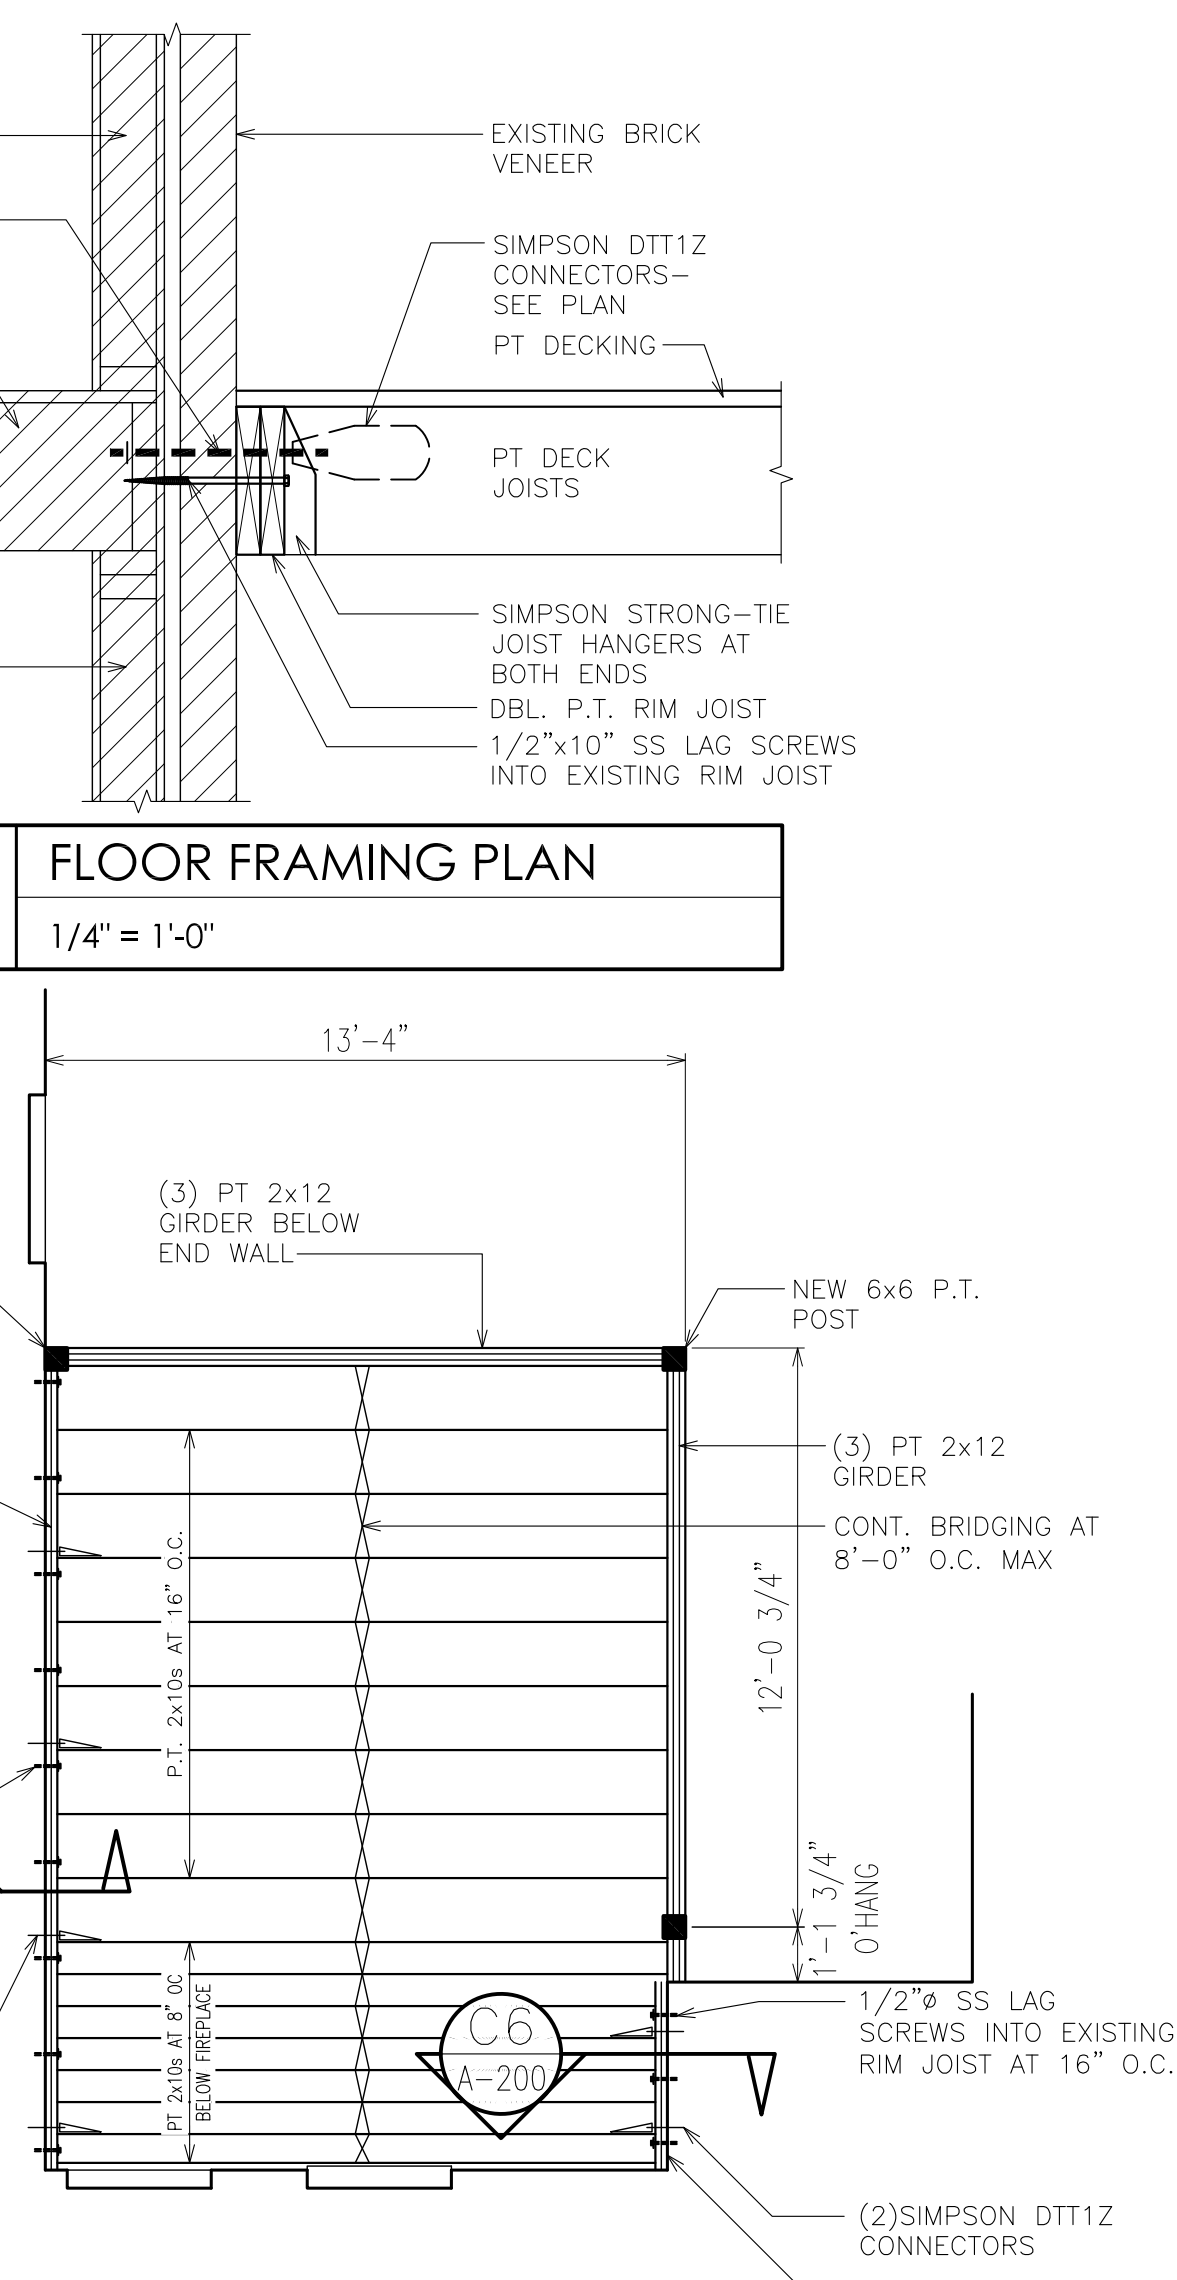 EXISTING BRICK
VENEER
SIMPSON DTT1Z
CONNECTORS–
SEE PLAN
PT DECKING
PT DECK
JOISTS
SIMPSON STRONG–TIE
JOIST HANGERS AT
BOTH ENDS
DBL. P.T. RIM JOIST
1/2"x10" SS LAG SCREWS
INTO EXISTING RIM JOIST
FLOOR FRAMING PLAN
1/4" = 1'-0"
13'–4"
(3) PT 2x12
GIRDER BELOW
END WALL
NEW 6x6 P.T.
POST
(3) PT 2x12
GIRDER
CONT. BRIDGING AT
8'–0" O.C. MAX
12'–0 3/4"
P.T. 2x10s AT 16" O.C.
1'–1 3/4"
O'HANG
PT 2x10s AT 8" OC
BELOW FIREPLACE
C6
A–200
1/2"ø SS LAG
SCREWS INTO EXISTING
RIM JOIST AT 16" O.C.
(2)SIMPSON DTT1Z
CONNECTORS